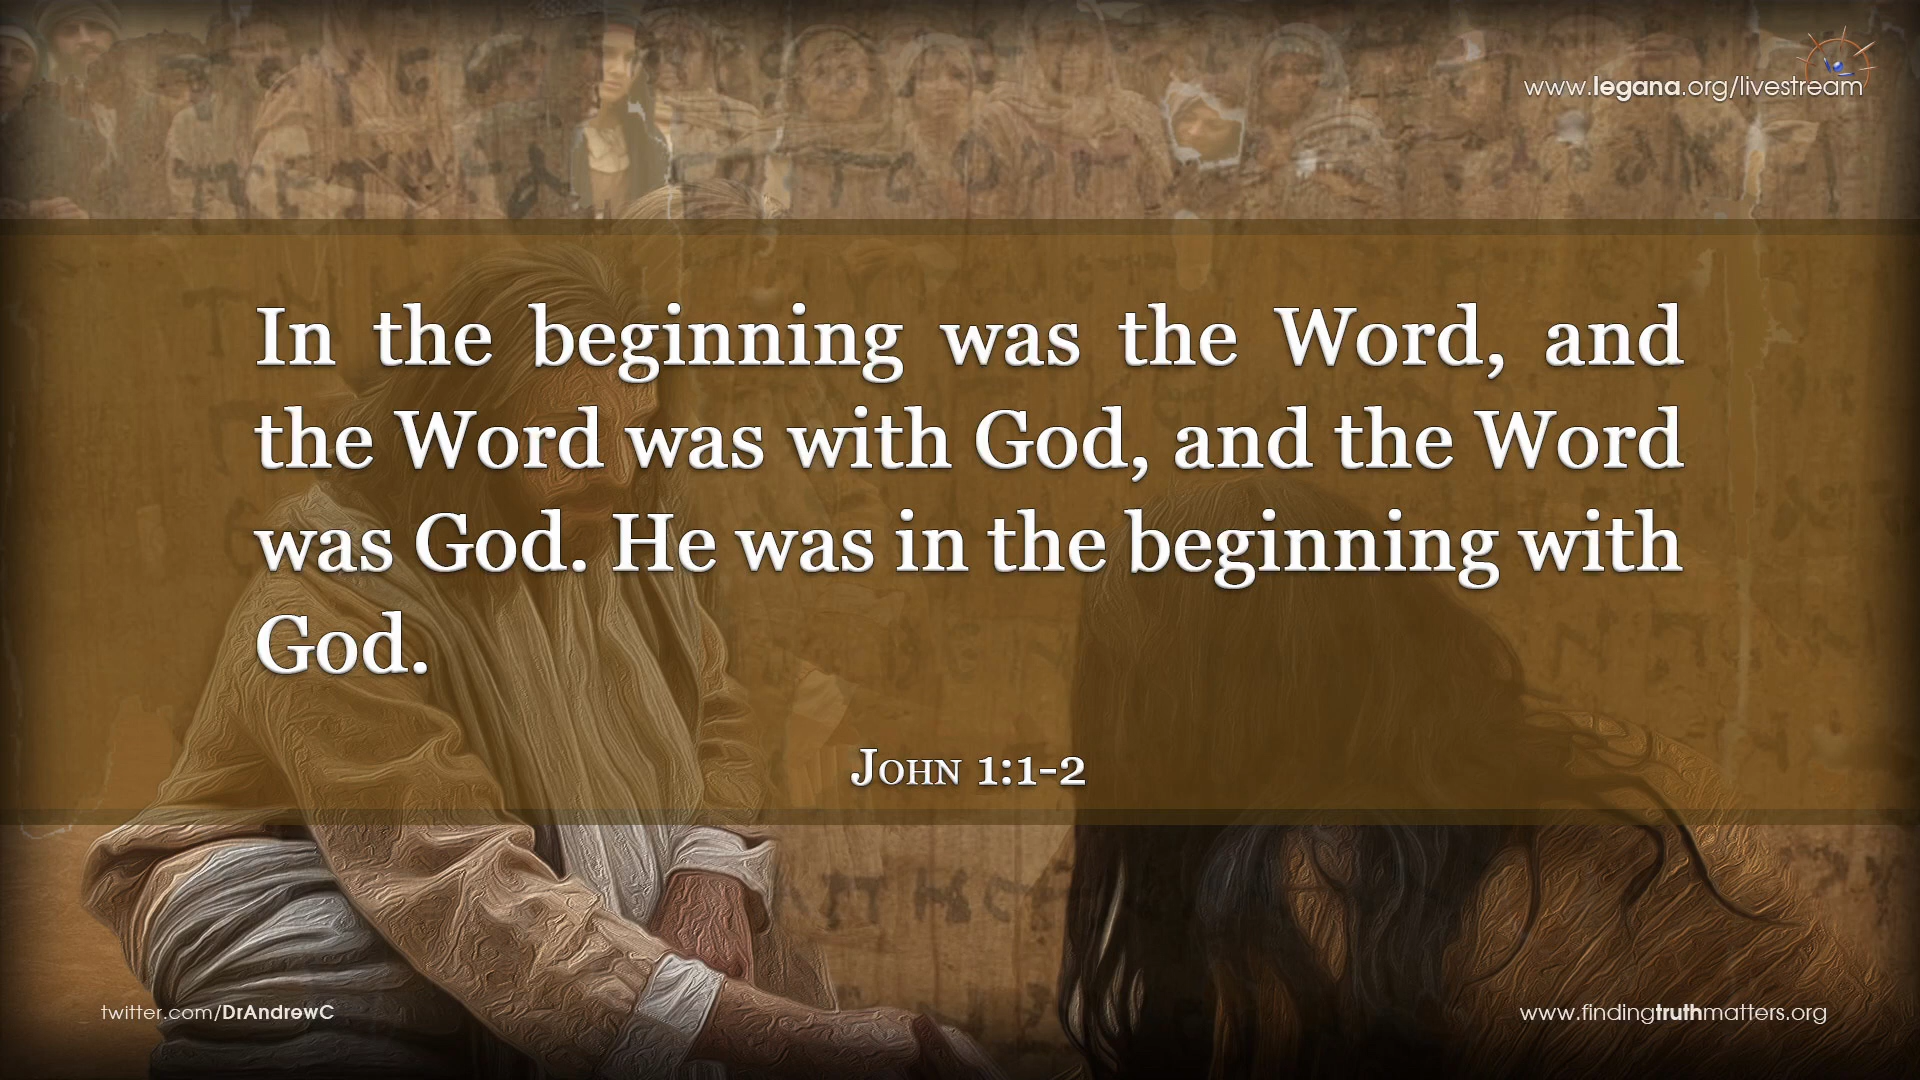 www.legana.org/livestream
In the beginning was the Word, and
the Word was with God, and the Word
was God. He was in the beginning with
God.
John 1:1-2
twitter.com/DrAndrewC
www.findingtruthmatters.org